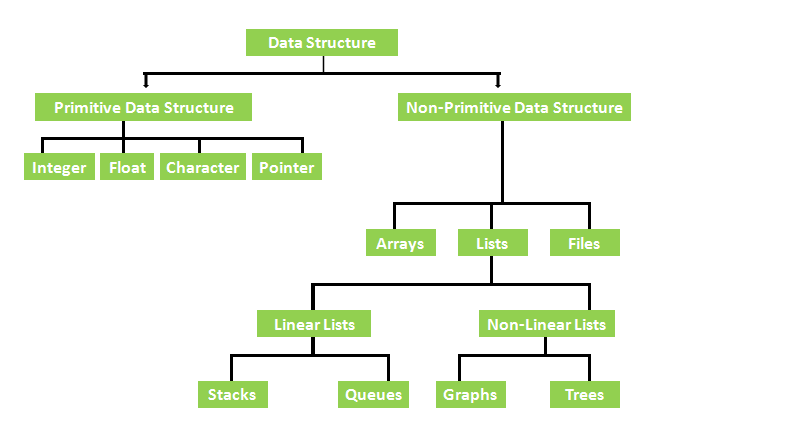 Data Structure
Primitive Data Structure
Non-Primitive Data Structure
Integer
Float
Character
Pointer
Arrays
Lists
Files
Linear Lists
Non-Linear Lists
Stacks
Queues
Graphs
Trees